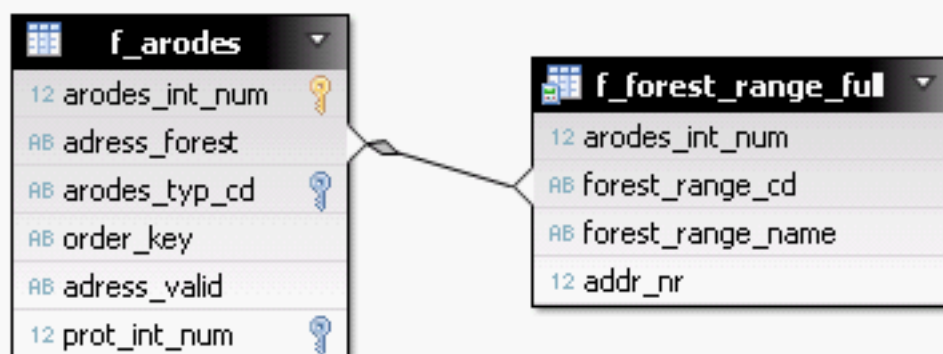 f_arodes
12 arodes_int_num
AB adress_forest
AB arodes_typ_cd
AB order_key
AB adress_valid
12 prot_int_num
f_forest_range_full
12 arodes_int_num
AB forest_range_cd
AB forest_range_name
12 addr_nr